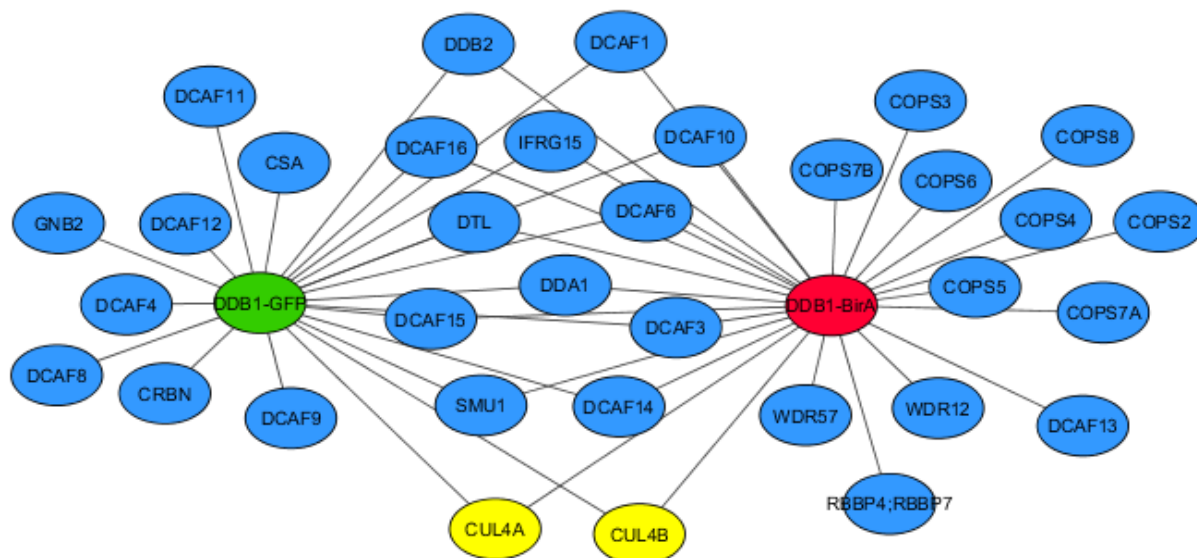 DDB2
DCAF1
DCAF11
COPS3
DCAF16
IFRG15
DCAF10
COPS8
CSA
COPS7B
COPS6
GNB2
DCAF12
DTL
DCAF6
COPS4
COPS2
DDB1-GFP
DDA1
DDB1-BirA
COPS5
DCAF4
DCAF15
DCAF3
COPS7A
DCAF8
CRBN
DCAF9
SMU1
DCAF14
WDR57
WDR12
DCAF13
RBBP4;RBBP7
CUL4A
CUL4B